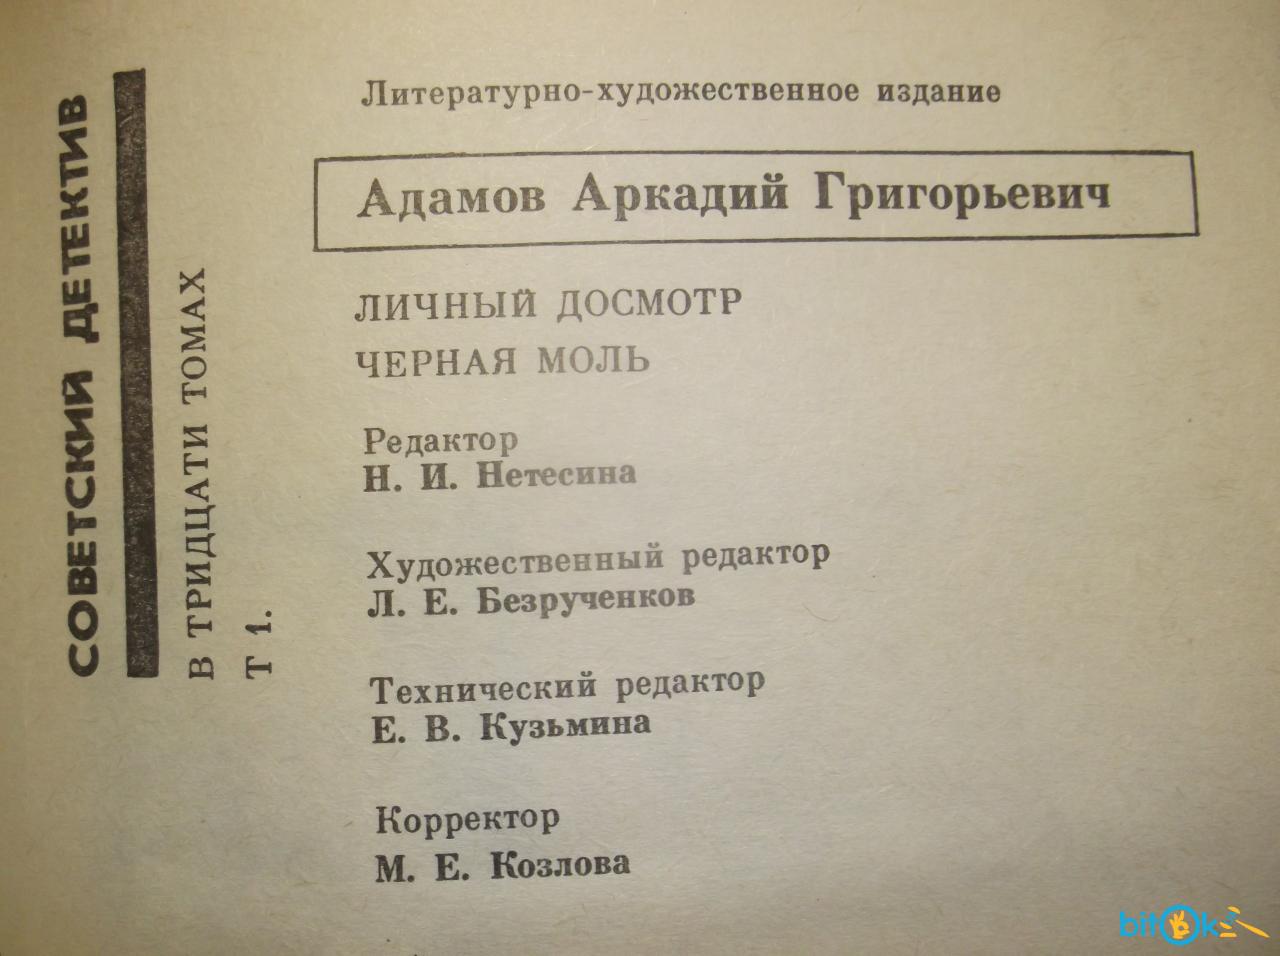 СОВЕТСКИЙ ДЕТЕКТИВ
В ТРИДЦАТИ ТОМАХ
Т 1.
Литературно-художественное издание
Адамов Аркадий Григорьевич
ЛИЧНЫЙ ДОСМОТР
ЧЕРНАЯ МОЛЬ
Редактор
Н. И. Нетесина
Художественный редактор
Л. Е. Безрученков
Технический редактор
Е. В. Кузьмина
Корректор
М. Е. Козлова
bitOk